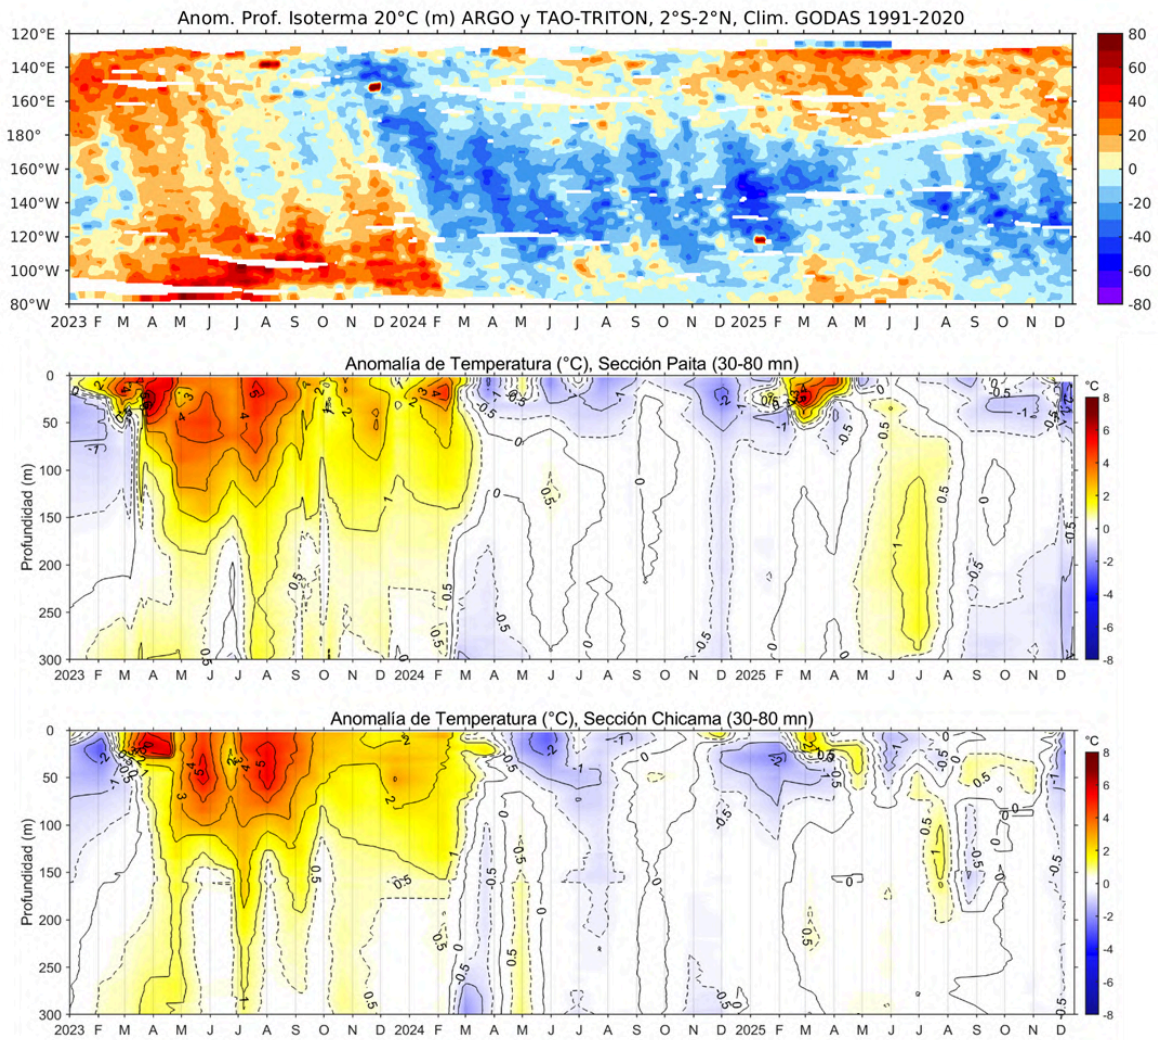 Anom. Prof. Isoterma 20°C (m) ARGO y TAO-TRITON, 2°S-2°N, Clim. GODAS 1991-2020
120°E
140°E
160°E
180°
160°W
140°W
120°W
100°W
80°W
2023 F M A M J J A S O N D 2024 F M A M J J A S O N D 2025 F M A M J J A S O N D
80
60
40
20
0
-20
-40
-60
-80
Anomalía de Temperatura (°C), Sección Paita (30-80 mn)
Profundidad (m)
0
50
100
150
200
250
300
2023 F M A M J J A S O N D 2024 F M A M J J A S O N D 2025 F M A M J J A S O N D
°C
8
6
4
2
0
-2
-4
-6
-8
Anomalía de Temperatura (°C), Sección Chicama (30-80 mn)
Profundidad (m)
0
50
100
150
200
250
300
2023 F M A M J J A S O N D 2024 F M A M J J A S O N D 2025 F M A M J J A S O N D
°C
8
6
4
2
0
-2
-4
-6
-8